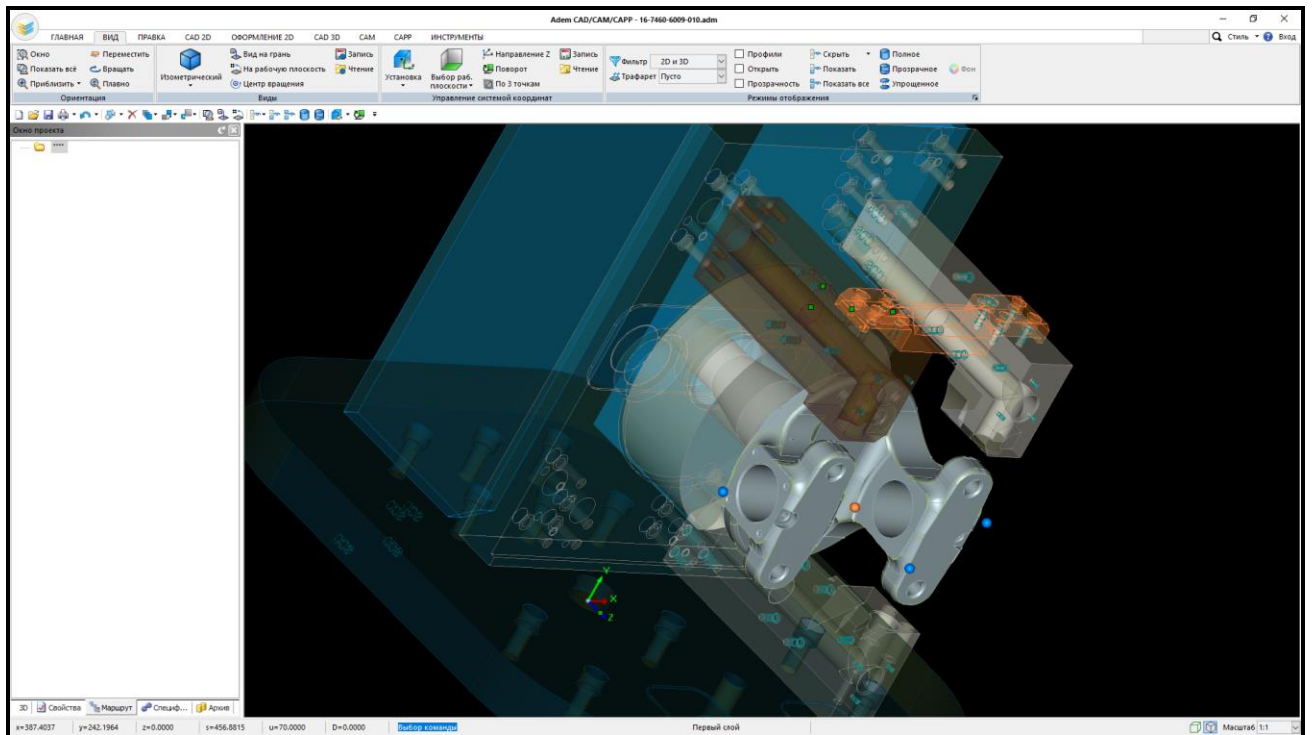 Adem CAD/CAM/CAPP - 16-7460-6009-010.adm
ГЛАВНАЯ ВИД ПРАВКА CAD 2D ОФОРМЛЕНИЕ 2D CAD 3D CAM CAPP ИНСТРУМЕНТЫ Стиль Вход
Окно Переместить Вид на грань Запись Направление Z Запись Фильтр 2D и 3D Профили Скрыть Полное
Показать всё Вращать На рабочую плоскость Чтение Поворот Чтение Открыть Показать Прозрачное Фон
Изометрический Установка Выбор раб. плоскости Трафарет Пусто
Приблизить Плавно Центр вращения По 3 точкам Прозрачность Показать все Упрощенное
Ориентация Виды Управление системой координат Режимы отображения
Окно проекта
****
Y
X
Z
3D Свойства Маршрут Специф... Архив
x=387.4037 y=242.1964 z=0.0000 s=456.8815 u=70.0000 D=0.0000 Выбор команды Первый слой Масштаб 1:1